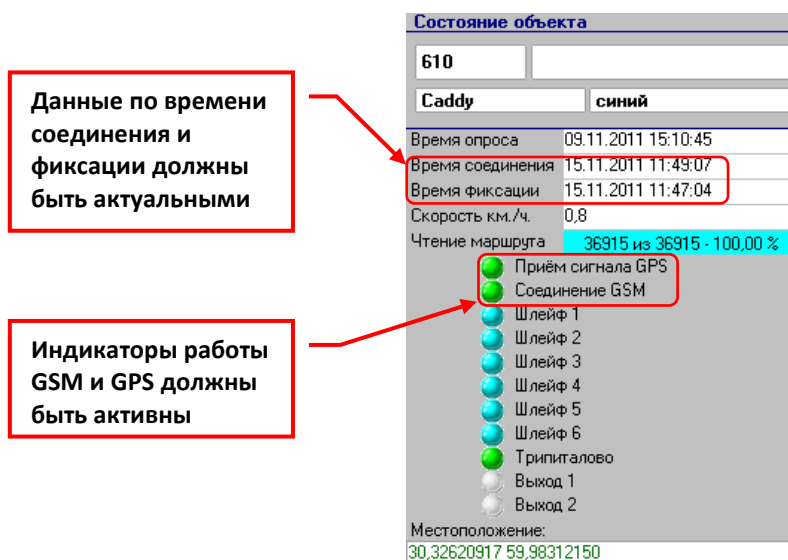 Состояние объекта
610
Caddy синий
Данные по времени
соединения и
фиксации должны
быть актуальными
Время опроса 09.11.2011 15:10:45
Время соединения 15.11.2011 11:49:07
Время фиксации 15.11.2011 11:47:04
Скорость км./ч. 0,8
Чтение маршрута 36915 из 36915 - 100,00 %
Приём сигнала GPS
Соединение GSM
Индикаторы работы
GSM и GPS должны
быть активны
Шлейф 1
Шлейф 2
Шлейф 3
Шлейф 4
Шлейф 5
Шлейф 6
Трипиталово
Выход 1
Выход 2
Местоположение:
30,32620917 59,98312150